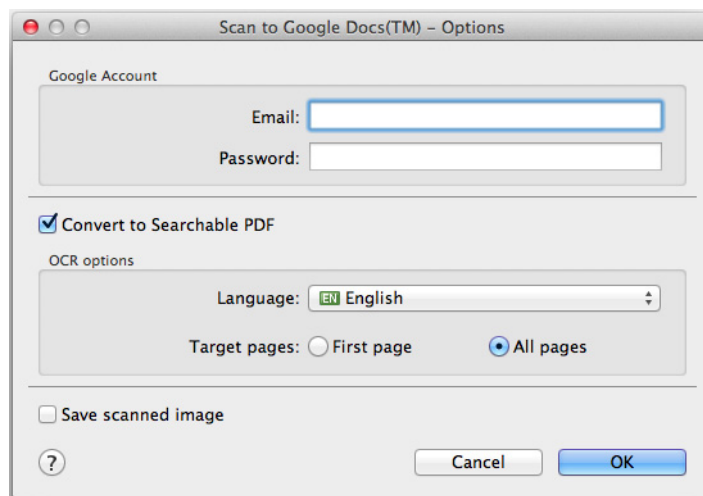 Scan to Google Docs(TM) – Options
Google Account
Email:
Password:
Convert to Searchable PDF
OCR options
Language: EN English
Target pages: First page All pages
Save scanned image
? Cancel OK